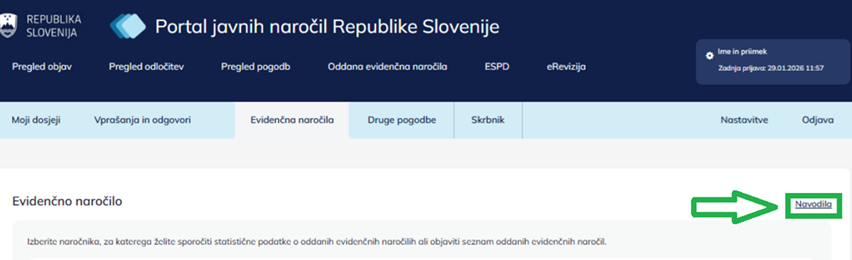 REPUBLIKA
SLOVENIJA
Portal javnih naročil Republike Slovenije
Pregled objav Pregled odločitev Pregled pogodb Oddana evidenčna naročila ESPD eRevizija
Ime in priimek
Zadnja prijava: 29.01.2026 11:57
Moji dosjeji Vprašanja in odgovori Evidenčna naročila Druge pogodbe Skrbnik Nastavitve Odjava
Evidenčno naročilo Navodila
Izberite naročnika, za katerega želite sporočiti statistične podatke o oddanih evidenčnih naročilih ali objaviti seznam oddanih evidenčnih naročil.